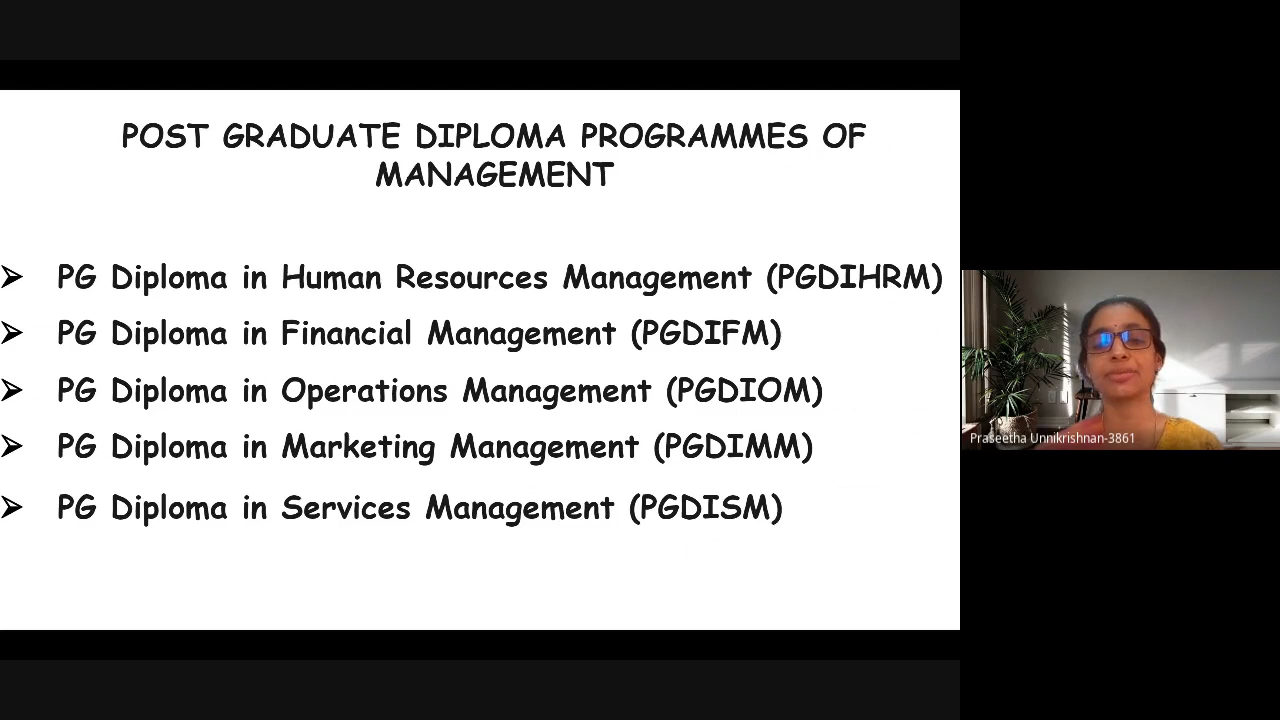 POST GRADUATE DIPLOMA PROGRAMMES OF
MANAGEMENT
PG Diploma in Human Resources Management (PGDIHRM)
PG Diploma in Financial Management (PGDIFM)
PG Diploma in Operations Management (PGDIOM)
PG Diploma in Marketing Management (PGDIMM)
PG Diploma in Services Management (PGDISM)
Praseetha Unnikrishnan-3861